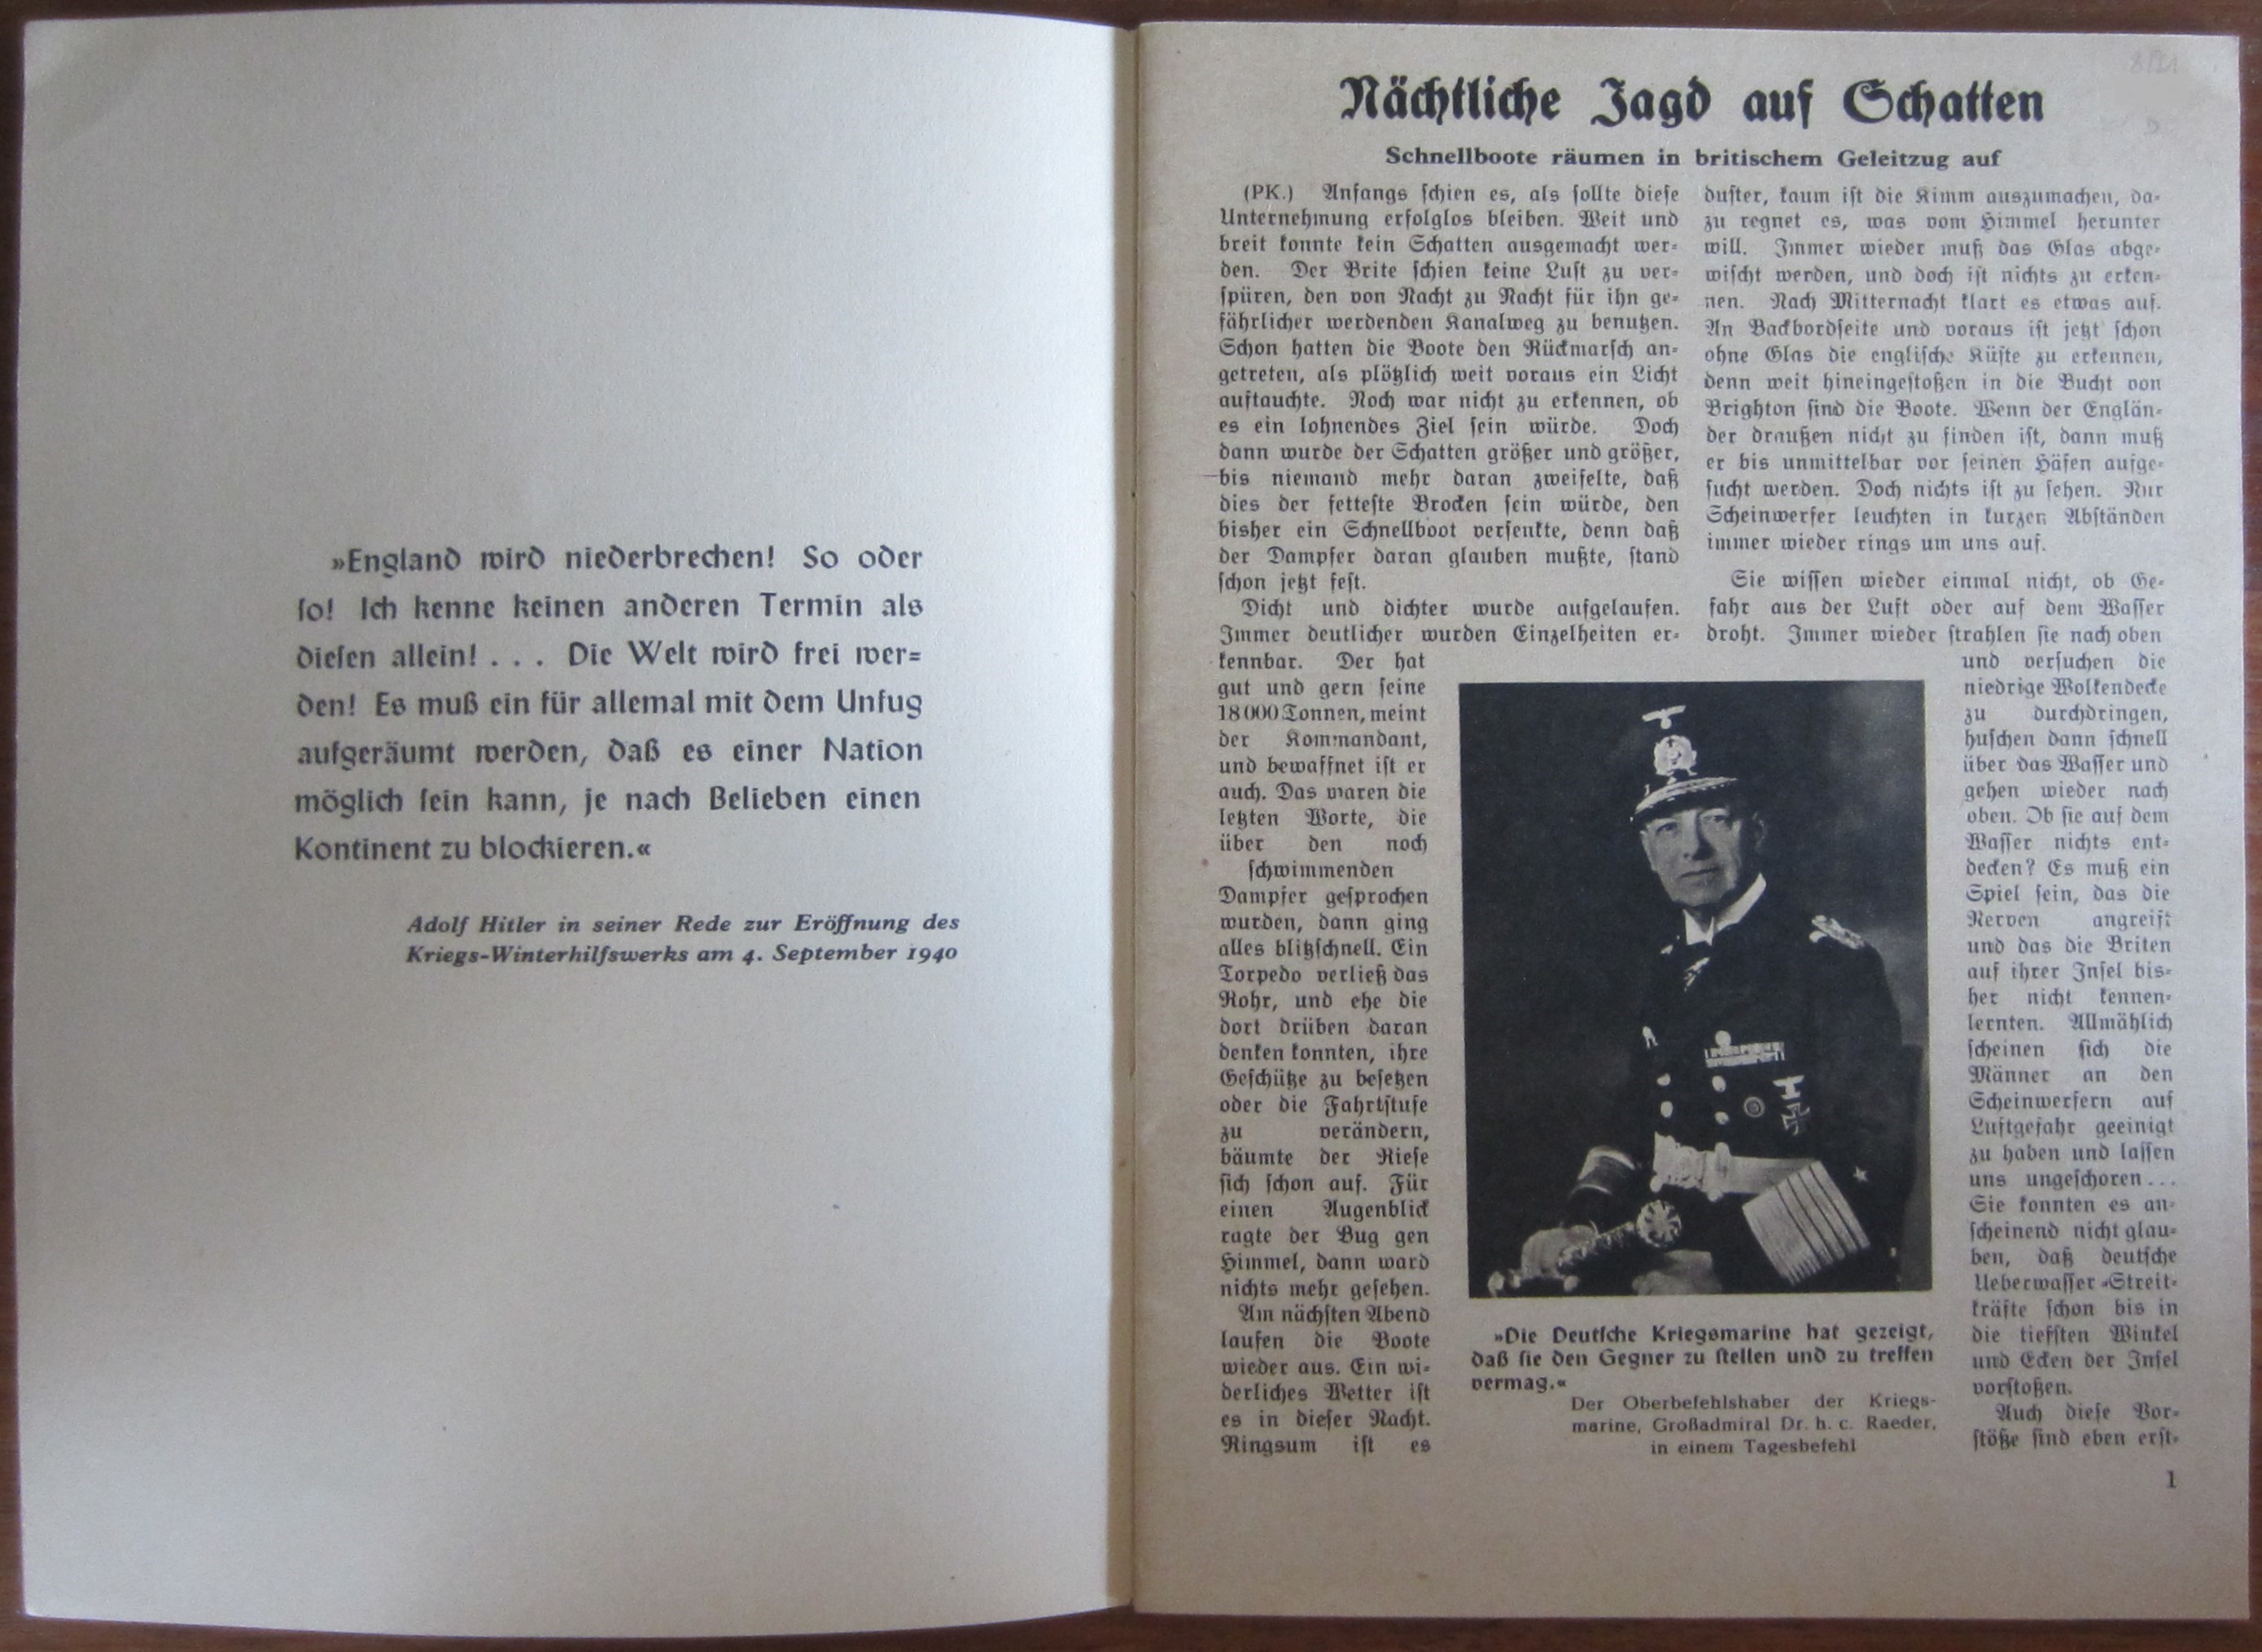 »England wird niederbrechen! So oder
so! Ich kenne keinen anderen Termin als
diesen allein! . . . Die Welt wird frei wer=
den! Es muß ein für allemal mit dem Unfug
aufgeräumt werden, daß es einer Nation
möglich sein kann, je nach Belieben einen
Kontinent zu blockieren.«
Adolf Hitler in seiner Rede zur Eröffnung des
Kriegs-Winterhilfswerks am 4. September 1940
Nächtliche Jagd auf Schatten
Schnellboote räumen in britischem Geleitzug auf
(PK.) Anfangs schien es, als sollte diese
Unternehmung erfolglos bleiben. Weit und
breit konnte kein Schatten ausgemacht wer=
den. Der Brite schien keine Lust zu ver=
spüren, den von Nacht zu Nacht für ihn ge=
fährlicher werdenden Kanalweg zu benutzen.
Schon hatten die Boote den Rückmarsch an=
getreten, als plötzlich weit voraus ein Licht
auftauchte. Noch war nicht zu erkennen, ob
es ein lohnendes Ziel sein würde. Doch
dann wurde der Schatten größer und größer,
bis niemand mehr daran zweifelte, daß
dies der fetteste Brocken sein würde, den
bisher ein Schnellboot versenkte, denn daß
der Dampfer daran glauben mußte, stand
schon jetzt fest.
Dicht und dichter wurde aufgelaufen.
Immer deutlicher wurden Einzelheiten er=
kennbar. Der hat
gut und gern seine
18000 Tonnen, meint
der Kommandant,
und bewaffnet ist er
auch. Das waren die
letzten Worte, die
über den noch
schwimmenden
Dampfer gesprochen
wurden, dann ging
alles blitzschnell. Ein
Torpedo verließ das
Rohr, und ehe die
dort drüben daran
denken konnten, ihre
Geschütze zu besetzen
oder die Fahrtstufe
zu verändern,
bäumte der Riese
sich schon auf. Für
einen Augenblick
ragte der Bug gen
Himmel, dann ward
nichts mehr gesehen.
Am nächsten Abend
laufen die Boote
wieder aus. Ein wi=
derliches Wetter ist
es in dieser Nacht.
Ringsum ist es
duster, kaum ist die Kimm auszumachen, da=
zu regnet es, was vom Himmel herunter
will. Immer wieder muß das Glas abge=
wischt werden, und doch ist nichts zu erken=
nen. Nach Mitternacht klart es etwas auf.
An Backbordseite und voraus ist jetzt schon
ohne Glas die englische Küste zu erkennen,
denn weit hineingestoßen in die Bucht von
Brighton sind die Boote. Wenn der Englän=
der draußen nicht zu finden ist, dann muß
er bis unmittelbar vor seinen Häfen aufge=
sucht werden. Doch nichts ist zu sehen. Nur
Scheinwerfer leuchten in kurzen Abständen
immer wieder rings um uns auf.
Sie wissen wieder einmal nicht, ob Ge=
fahr aus der Luft oder auf dem Wasser
droht. Immer wieder strahlen sie nach oben
und versuchen die
niedrige Wolkendecke
zu durchdringen,
huschen dann schnell
über das Wasser und
gehen wieder nach
oben. Ob sie auf dem
Wasser nichts ent=
decken? Es muß ein
Spiel sein, das die
Nerven angreift
und das die Briten
auf ihrer Insel bis=
her nicht kennen=
lernten. Allmählich
scheinen sich die
Männer an den
Scheinwerfern auf
Luftgefahr geeinigt
zu haben und lassen
uns ungeschoren...
Sie konnten es an=
scheinend nicht glau=
ben, daß deutsche
Ueberwasser=Streit=
kräfte schon bis in
die tiefsten Winkel
und Ecken der Insel
vorstoßen.
Auch diese Vor=
stöße sind eben erst=
»Die Deutsche Kriegsmarine hat gezeigt,
daß sie den Gegner zu stellen und zu treffen
vermag.«
Der Oberbefehlshaber der Kriegs-
marine, Großadmiral Dr. h. c. Raeder,
in einem Tagesbefehl
1